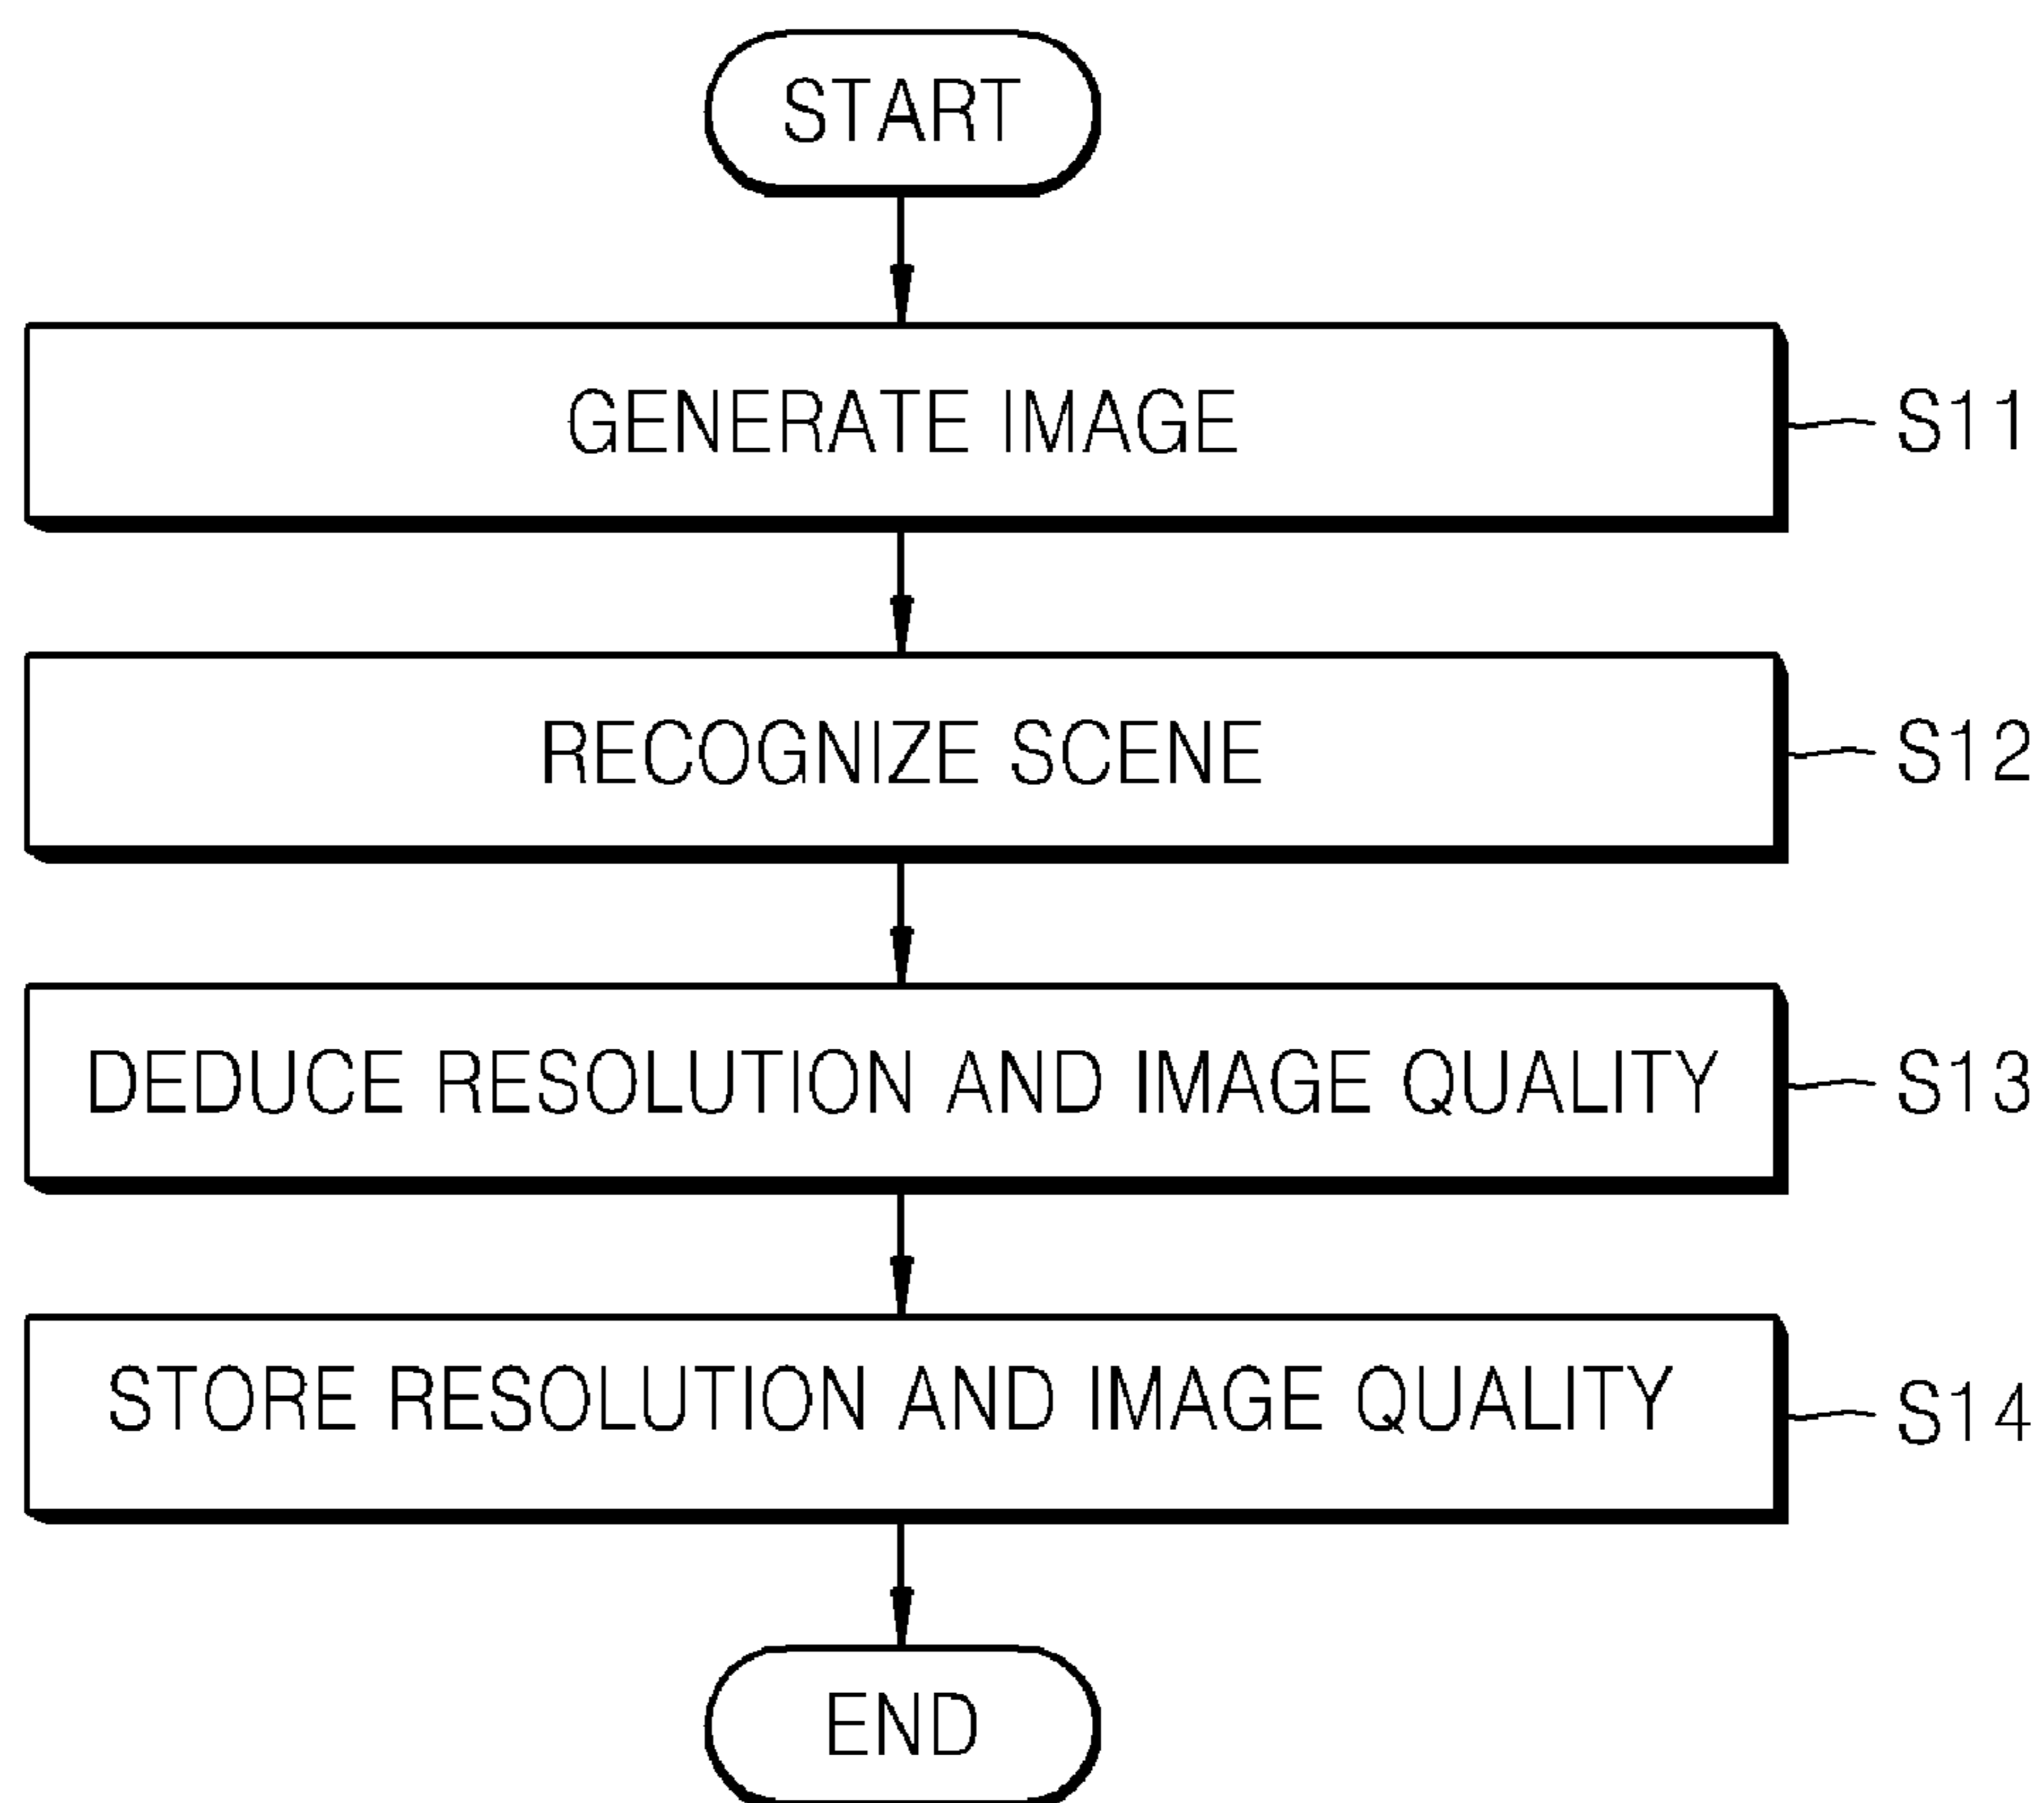 START
GENERATE IMAGE
S11
RECOGNIZE SCENE
S12
DEDUCE RESOLUTION AND IMAGE QUALITY
S13
STORE RESOLUTION AND IMAGE QUALITY
S14
END